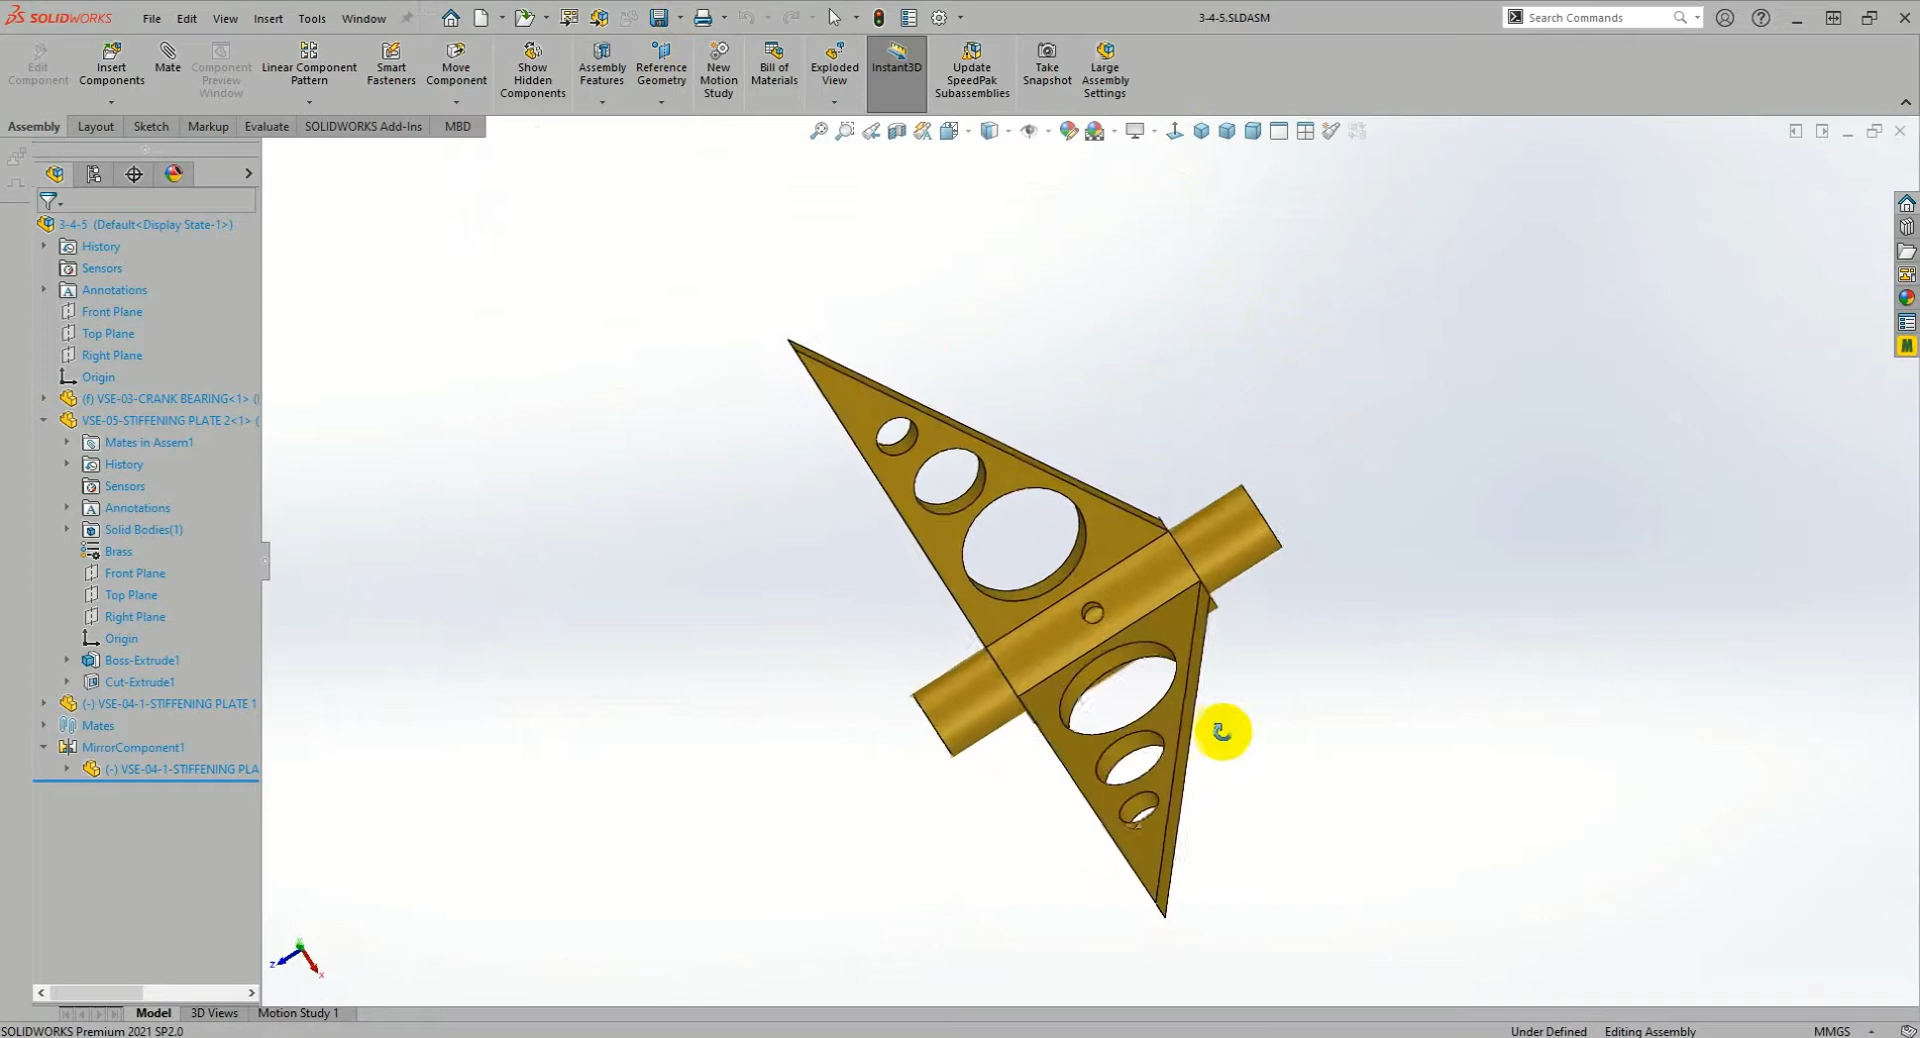 SOLIDWORKS File Edit View Insert Tools Window 3-4-5.SLDASM Search Commands
Edit Component
Insert Components
Mate
Component Preview Window
Linear Component Pattern
Smart Fasteners
Move Component
Show Hidden Components
Assembly Features
Reference Geometry
New Motion Study
Bill of Materials
Exploded View
Instant3D
Update SpeedPak Subassemblies
Take Snapshot
Large Assembly Settings
Assembly Layout Sketch Markup Evaluate SOLIDWORKS Add-Ins MBD
3-4-5 (Default<Display State-1>)
History
Sensors
A Annotations
Front Plane
Top Plane
Right Plane
Origin
(f) VSE-03-CRANK BEARING<1> (
VSE-05-STIFFENING PLATE 2<1> (
Mates in Assem1
History
Sensors
A Annotations
Solid Bodies(1)
Brass
Front Plane
Top Plane
Right Plane
Origin
Boss-Extrude1
Cut-Extrude1
(-) VSE-04-1-STIFFENING PLATE 1
Mates
MirrorComponent1
(-) VSE-04-1-STIFFENING PLA
M
Z
X
Model 3D Views Motion Study 1
SOLIDWORKS Premium 2021 SP2.0 Under Defined Editing Assembly MMGS